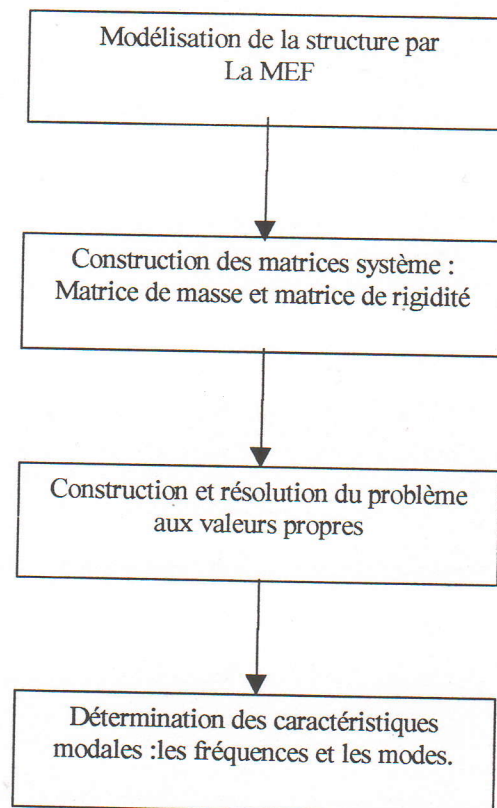 Modélisation de la structure par
La MEF
Construction des matrices système :
Matrice de masse et matrice de rigidité
Construction et résolution du problème
aux valeurs propres
Détermination des caractéristiques
modales :les fréquences et les modes.